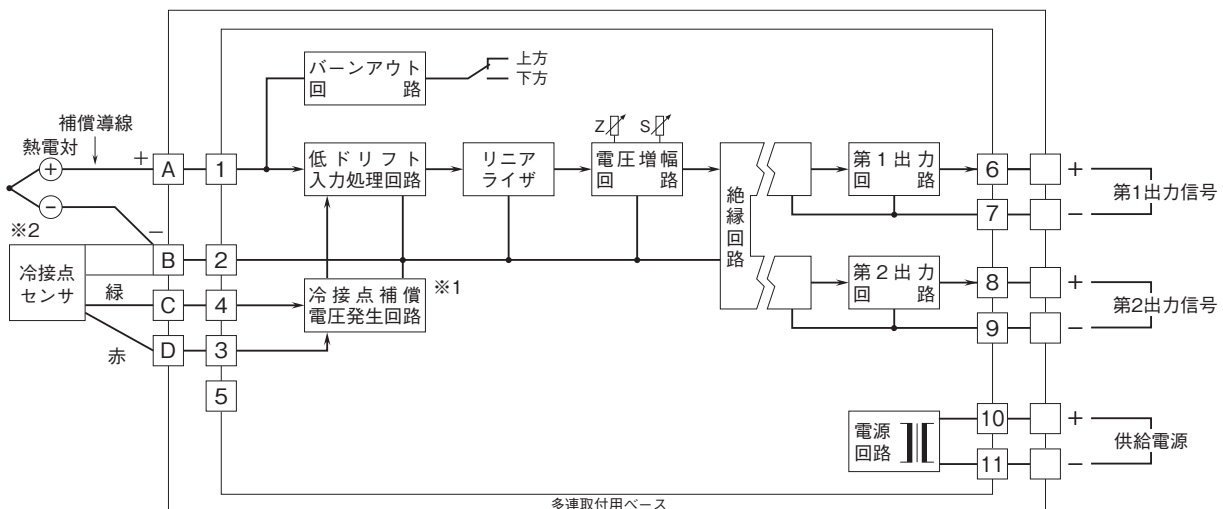 バーンアウト
回路
上方
下方
補償導線
熱電対
+
−
+
−
※2
冷接点
センサ
緑
赤
A
B
C
D
1
2
4
3
5
低ドリフト
入力処理回路
リニア
ライザ
Z
S
電圧増幅
回路
冷接点補償
電圧発生回路
※1
絶縁回路
第1出力
回路
第2出力
回路
6
7
8
9
+
−
第1出力信号
+
−
第2出力信号
電源
回路
10
11
+
−
供給電源
多連取付用ベース